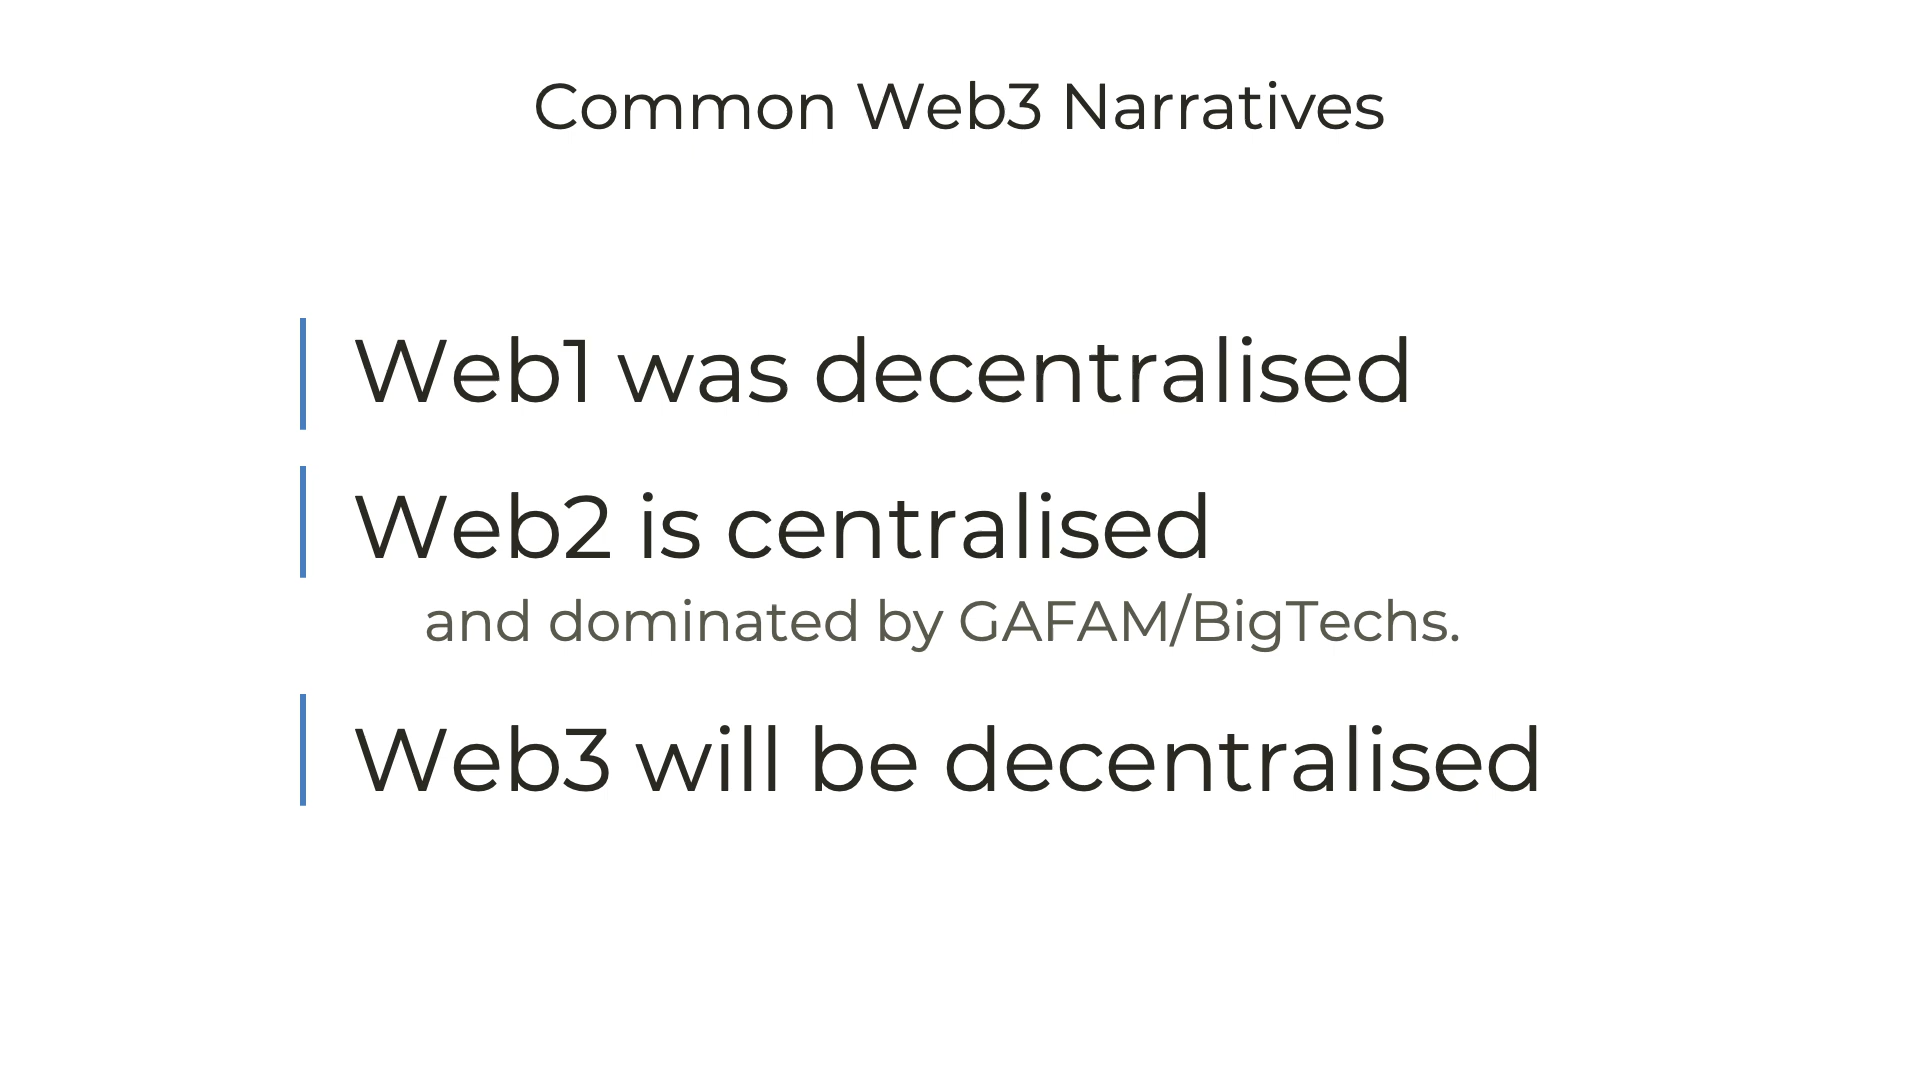 Common Web3 Narratives
Web1 was decentralised
Web2 is centralised
and dominated by GAFAM/BigTechs.
Web3 will be decentralised